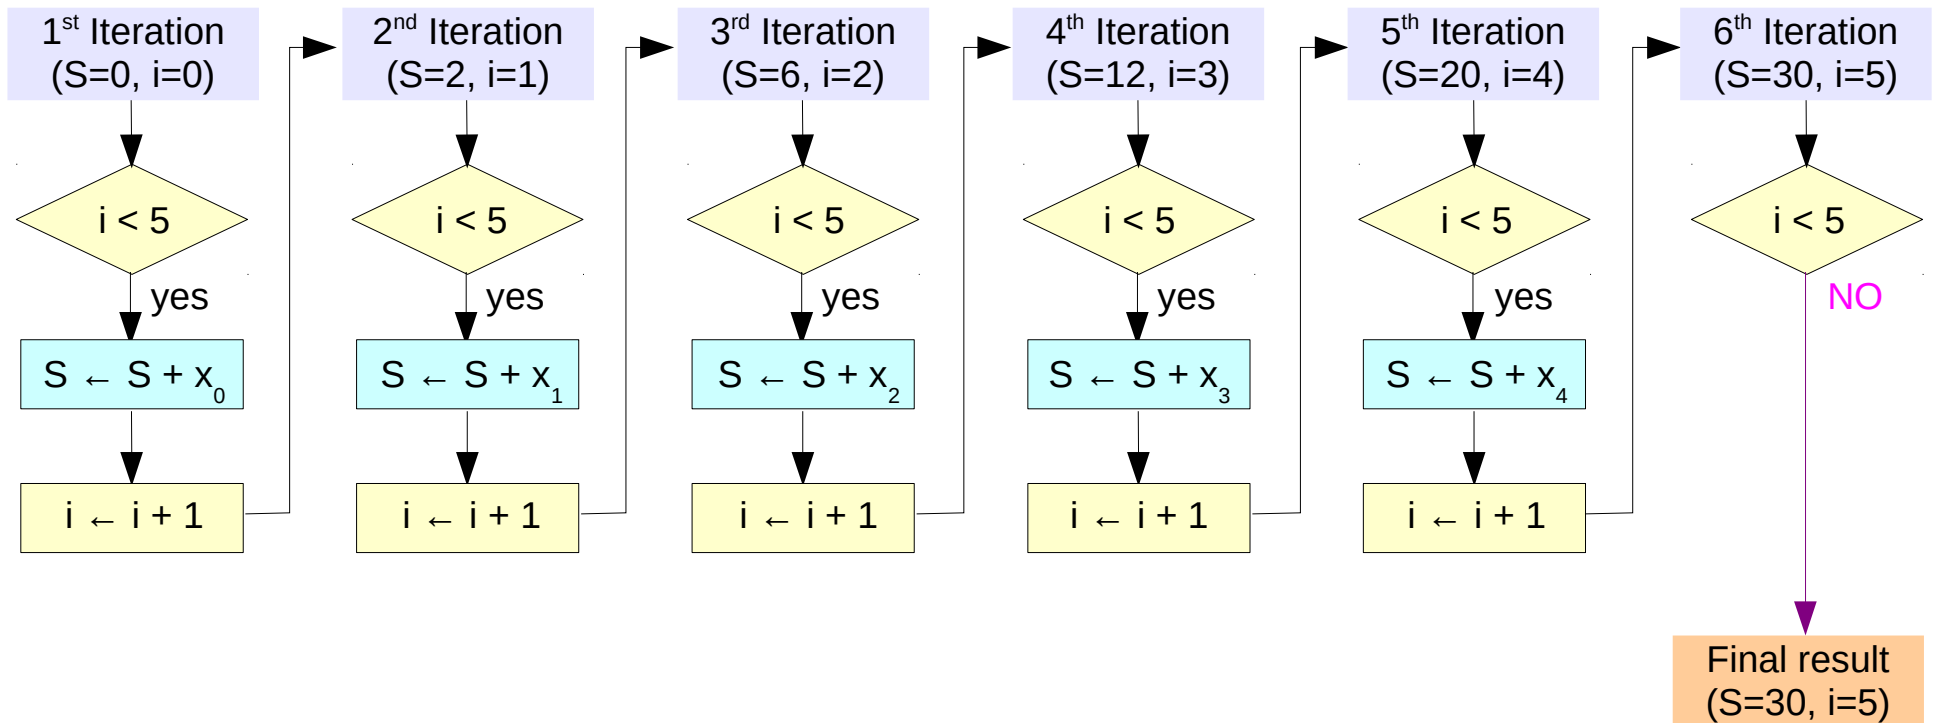 1st Iteration
(S=0, i=0)
i < 5
yes
S ← S + x0
i ← i + 1
2nd Iteration
(S=2, i=1)
i < 5
yes
S ← S + x1
i ← i + 1
3rd Iteration
(S=6, i=2)
i < 5
yes
S ← S + x2
i ← i + 1
4th Iteration
(S=12, i=3)
i < 5
yes
S ← S + x3
i ← i + 1
5th Iteration
(S=20, i=4)
i < 5
yes
S ← S + x4
i ← i + 1
6th Iteration
(S=30, i=5)
i < 5
NO
Final result
(S=30, i=5)